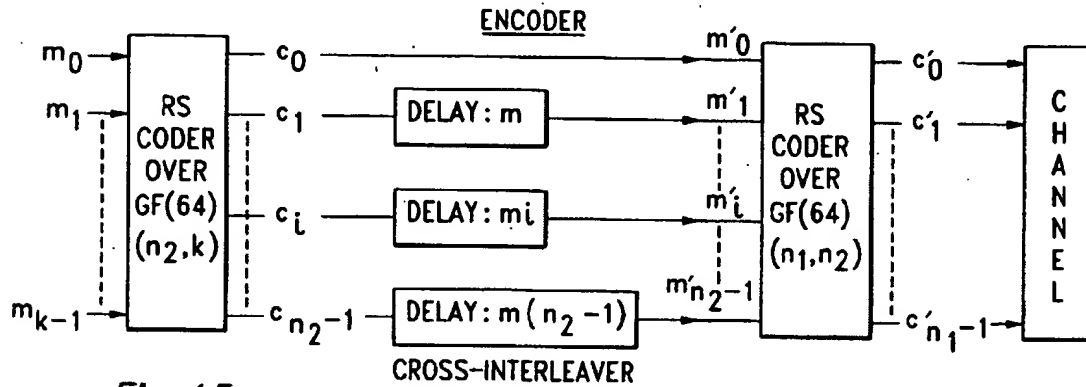 ENCODER
m0 c0 m'0 c'0
m1 c1 DELAY: m m'1 c'1
RS
CODER
OVER
GF(64)
(n2,k)
ci DELAY: mi m'i
RS
CODER
OVER
GF(64)
(n1,n2)
mk-1 cn2-1 DELAY: m(n2-1) m'n2-1 c'n1-1
CHANNEL
CROSS-INTERLEAVER